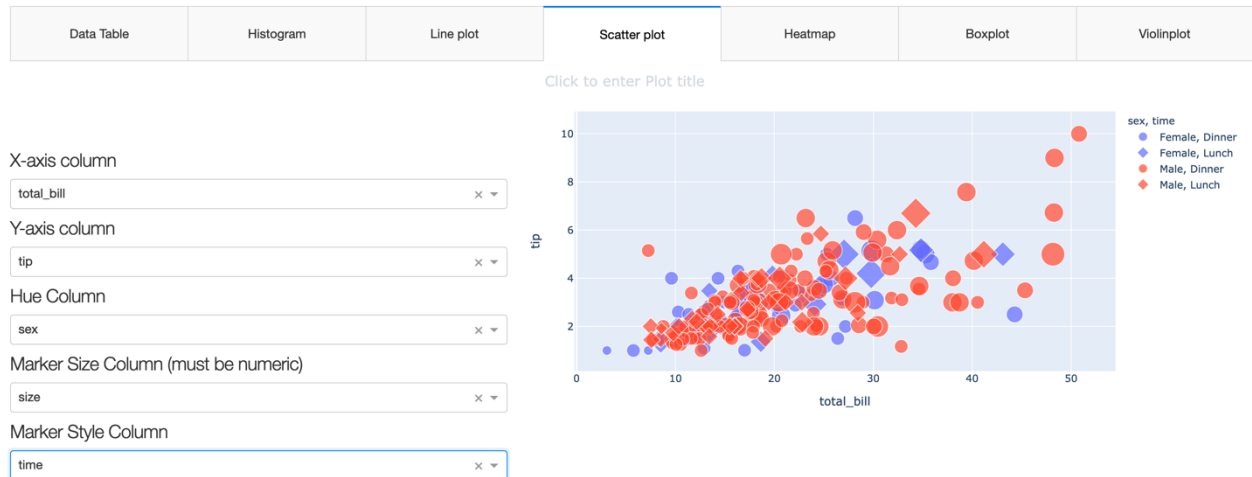 Data Table
Histogram
Line plot
Scatter plot
Heatmap
Boxplot
Violinplot
Click to enter Plot title
X-axis column
total_bill
Y-axis column
tip
Hue Column
sex
Marker Size Column (must be numeric)
size
Marker Style Column
time
10
8
6
4
2
tip
0
10
20
30
40
50
total_bill
sex, time
Female, Dinner
Female, Lunch
Male, Dinner
Male, Lunch